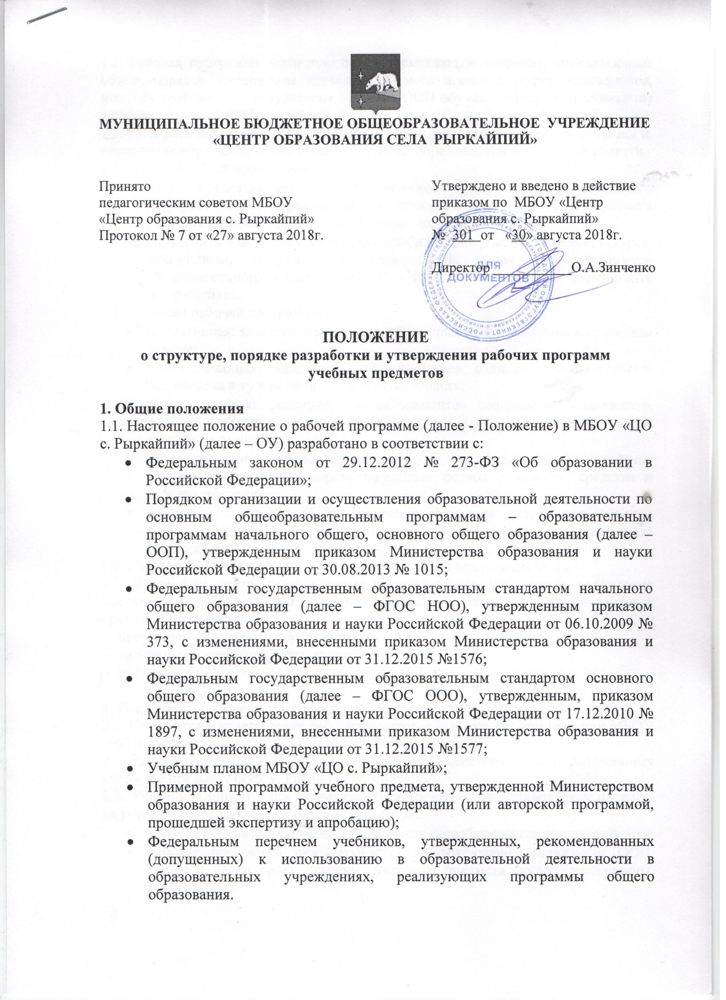 МУНИЦИПАЛЬНОЕ БЮДЖЕТНОЕ ОБЩЕОБРАЗОВАТЕЛЬНОЕ УЧРЕЖДЕНИЕ
«ЦЕНТР ОБРАЗОВАНИЯ СЕЛА РЫРКАЙПИЙ»
Принято
педагогическим советом МБОУ
«Центр образования с. Рыркайпий»
Протокол № 7 от «27» августа 2018г.
Утверждено и введено в действие
приказом по МБОУ «Центр
образования с. Рыркайпий»
№ 301 от «30» августа 2018г.
Директор ___________ О.А.Зинченко
ДЛЯ
ДОКУМЕНТОВ
ПОЛОЖЕНИЕ
о структуре, порядке разработки и утверждения рабочих программ
учебных предметов
1. Общие положения
1.1. Настоящее положение о рабочей программе (далее - Положение) в МБОУ «ЦО
с. Рыркайпий» (далее – ОУ) разработано в соответствии с:
• Федеральным законом от 29.12.2012 № 273-ФЗ «Об образовании в
Российской Федерации»;
• Порядком организации и осуществления образовательной деятельности по
основным общеобразовательным программам – образовательным
программам начального общего, основного общего образования (далее –
ООП), утвержденным приказом Министерства образования и науки
Российской Федерации от 30.08.2013 № 1015;
• Федеральным государственным образовательным стандартом начального
общего образования (далее – ФГОС НОО), утвержденным приказом
Министерства образования и науки Российской Федерации от 06.10.2009 №
373, с изменениями, внесенными приказом Министерства образования и
науки Российской Федерации от 31.12.2015 №1576;
• Федеральным государственным образовательным стандартом основного
общего образования (далее – ФГОС ООО), утвержденным, приказом
Министерства образования и науки Российской Федерации от 17.12.2010 №
1897, с изменениями, внесенными приказом Министерства образования и
науки Российской Федерации от 31.12.2015 №1577;
• Учебным планом МБОУ «ЦО с. Рыркайпий»;
• Примерной программой учебного предмета, утвержденной Министерством
образования и науки Российской Федерации (или авторской программой,
прошедшей экспертизу и апробацию);
• Федеральным перечнем учебников, утвержденных, рекомендованных
(допущенных) к использованию в образовательной деятельности в
образовательных учреждениях, реализующих программы общего
образования.